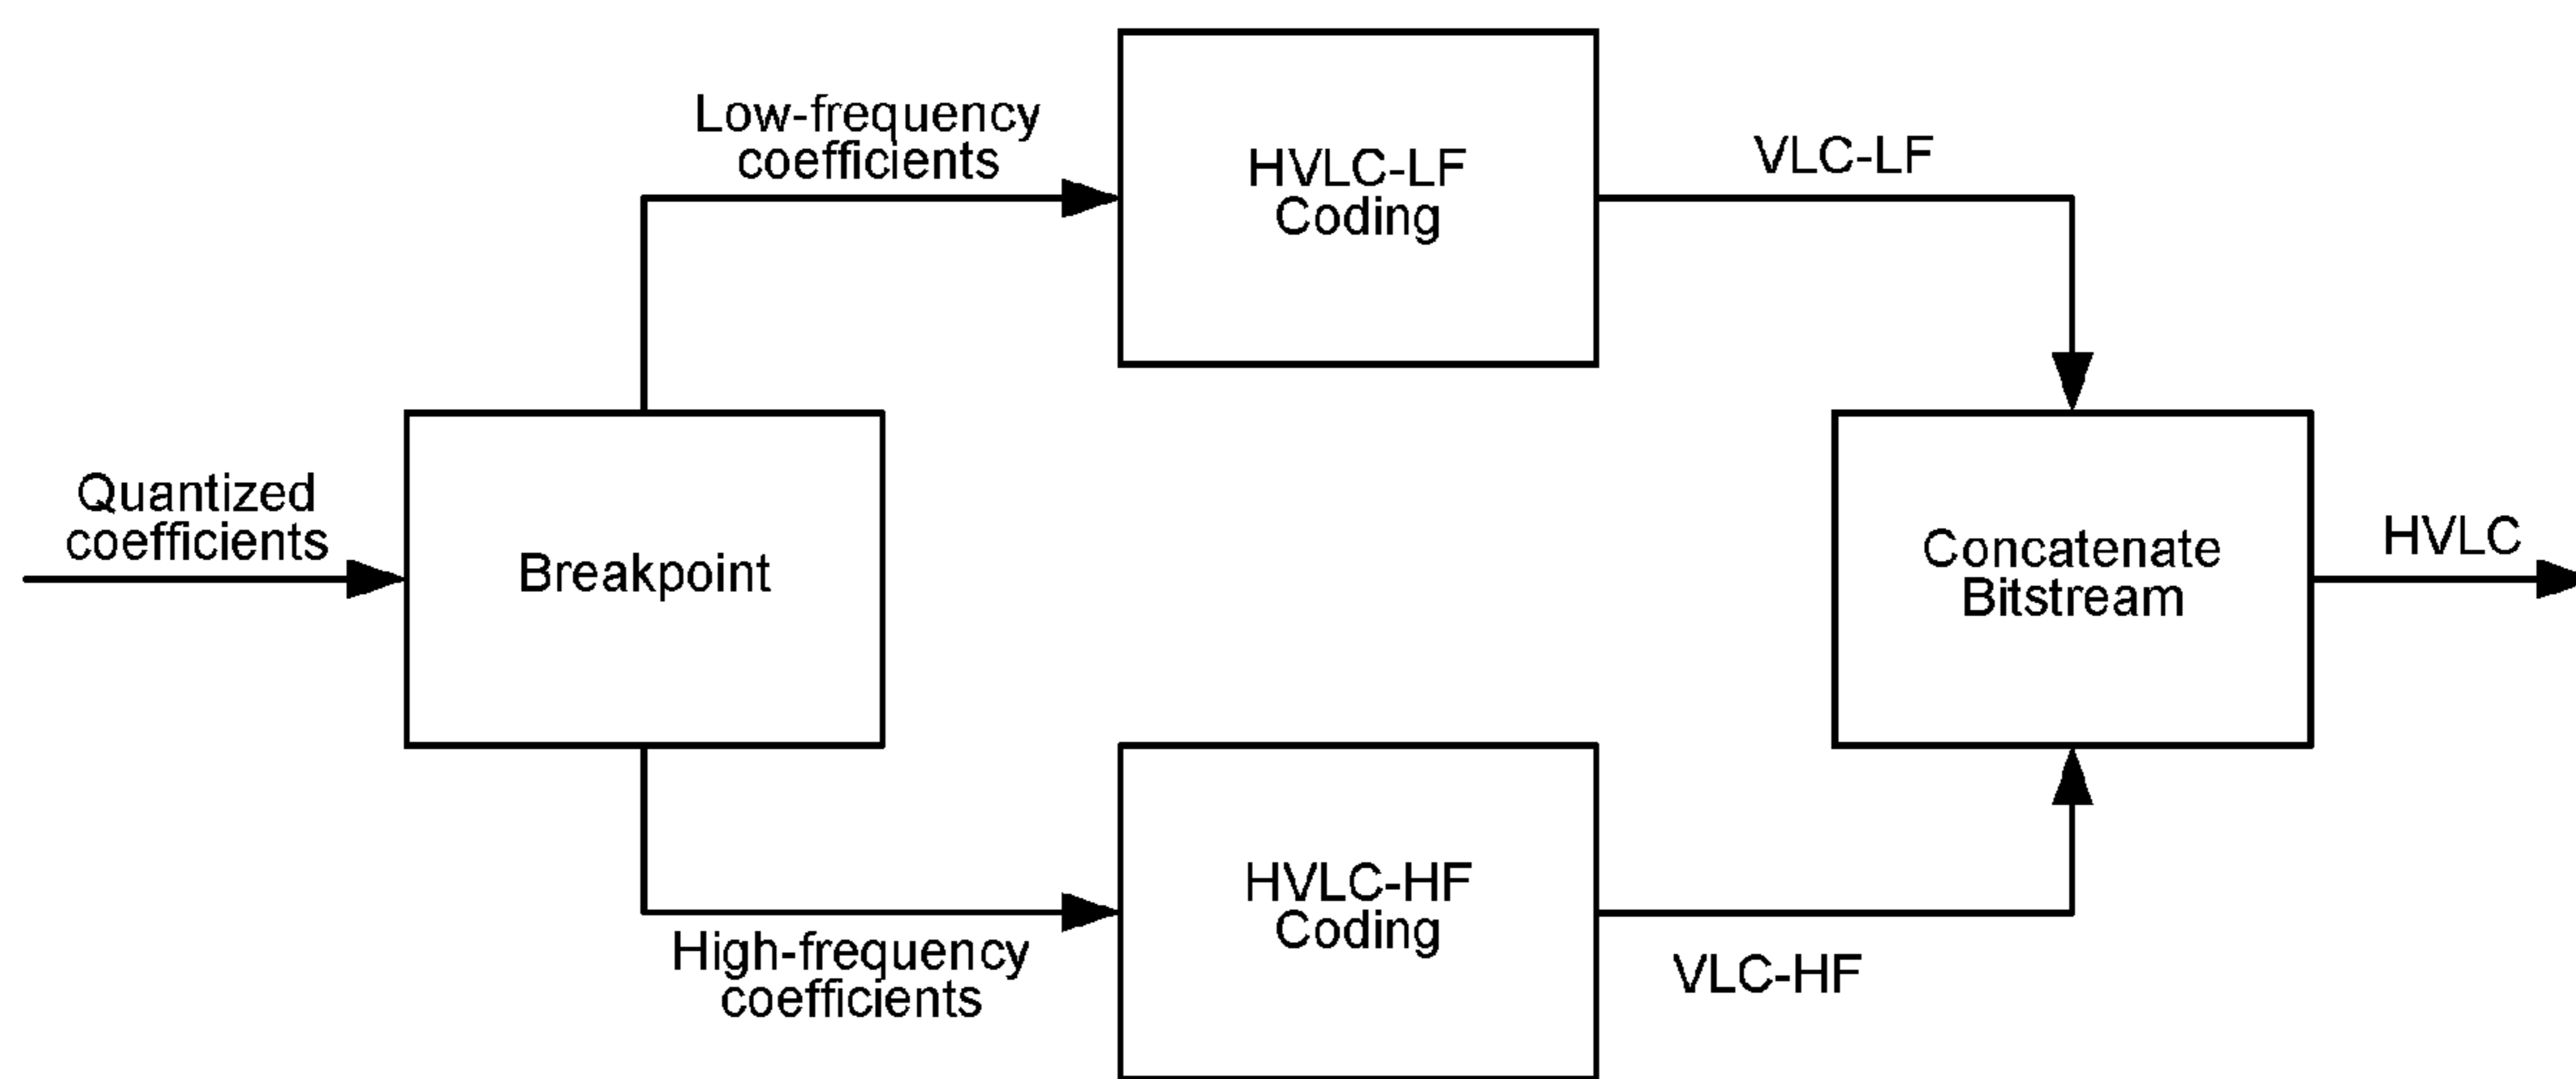 Low-frequency
coefficients
HVLC-LF
Coding
VLC-LF
Quantized
coefficients
Breakpoint
Concatenate
Bitstream
HVLC
High-frequency
coefficients
HVLC-HF
Coding
VLC-HF